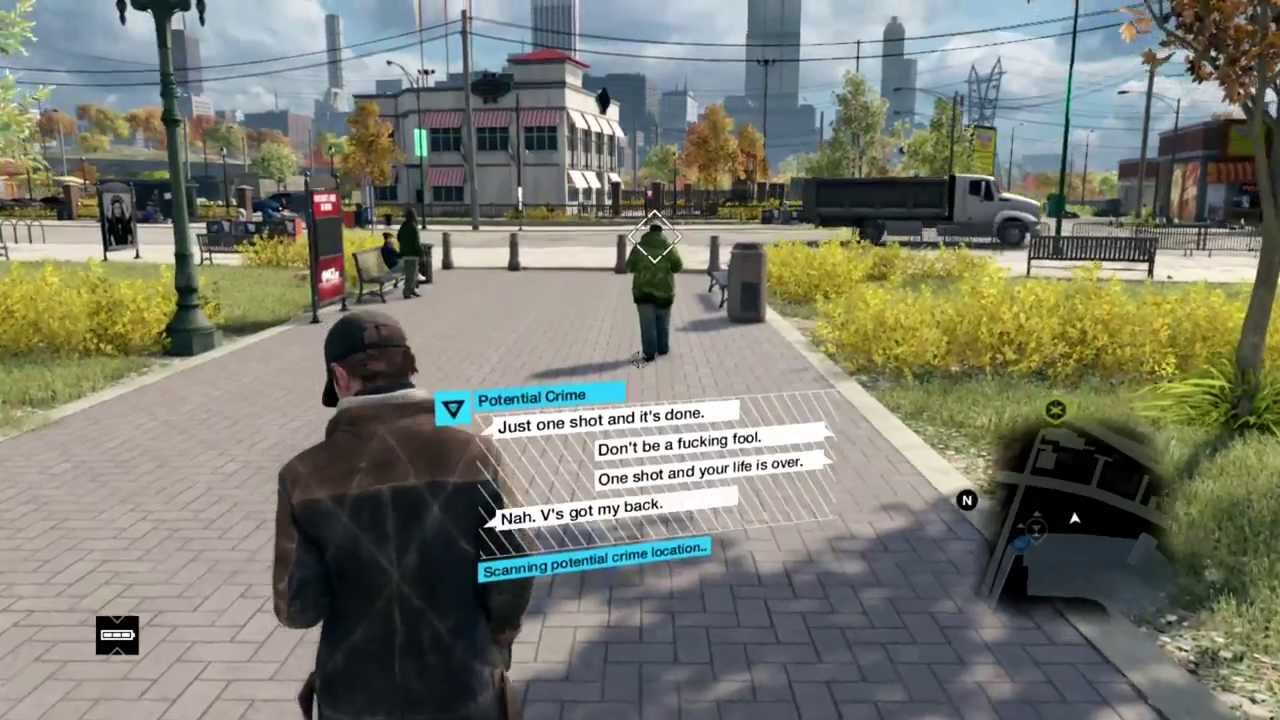 Potential Crime
Just one shot and it's done.
Don't be a fucking fool.
One shot and your life is over.
Nah. V's got my back.
Scanning potential crime location..
N